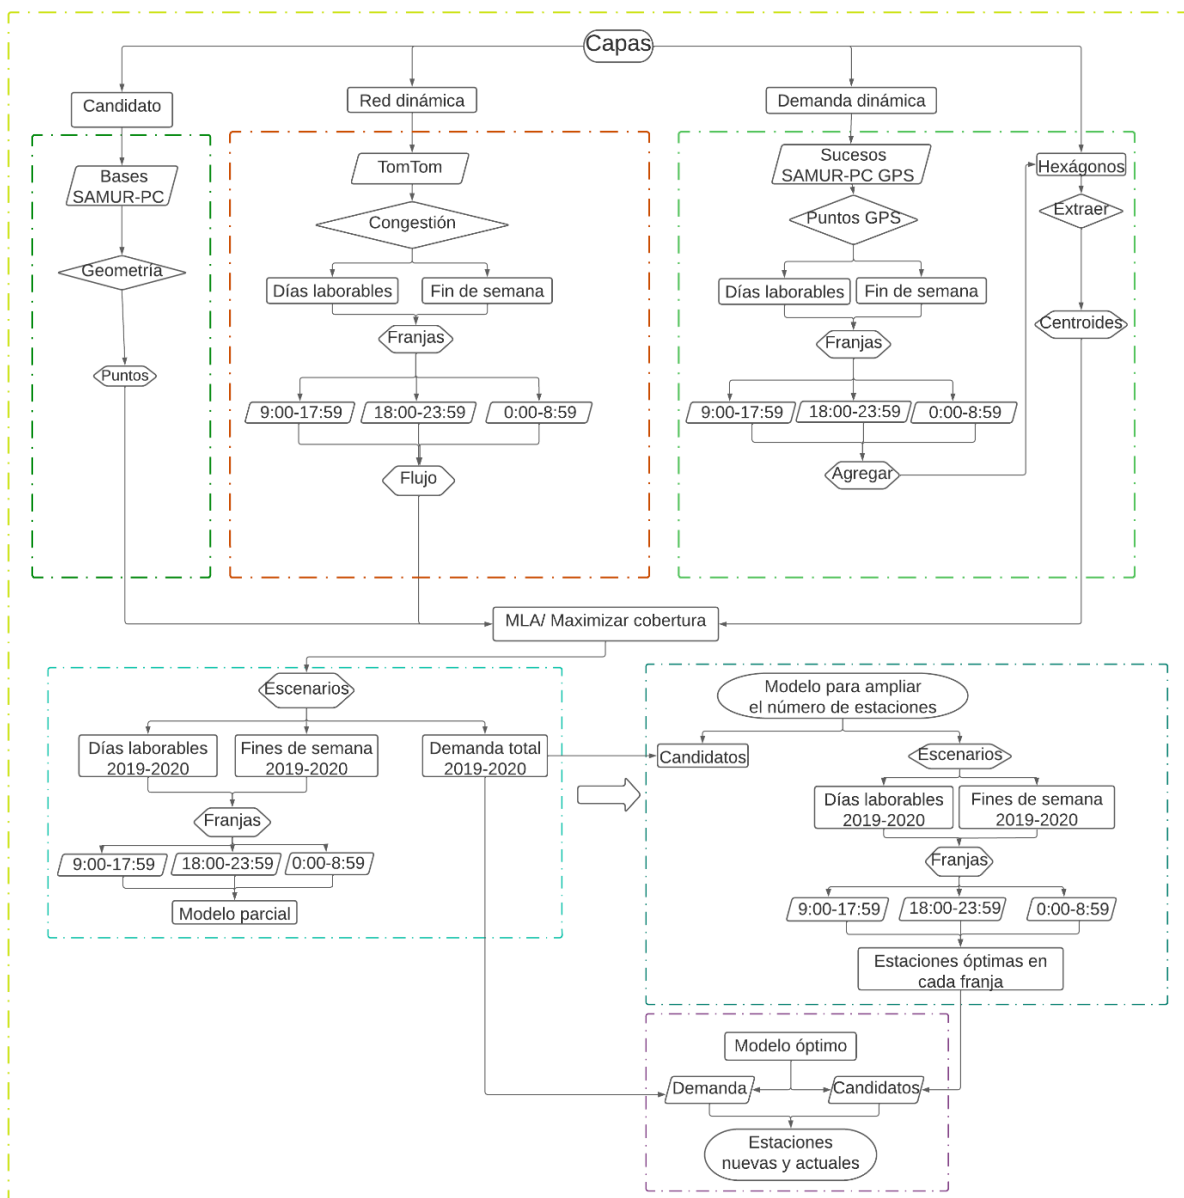 Capas
Candidato
Red dinámica
Demanda dinámica
Bases
SAMUR-PC
Geometría
Puntos
TomTom
Congestión
Días laborables
Fin de semana
Franjas
9:00-17:59
18:00-23:59
0:00-8:59
Flujo
Sucesos
SAMUR-PC GPS
Puntos GPS
Días laborables
Fin de semana
Franjas
9:00-17:59
18:00-23:59
0:00-8:59
Agregar
Hexágonos
Extraer
Centroides
MLA/ Maximizar cobertura
Escenarios
Días laborables
2019-2020
Fines de semana
2019-2020
Demanda total
2019-2020
Franjas
9:00-17:59
18:00-23:59
0:00-8:59
Modelo parcial
Modelo para ampliar
el número de estaciones
Candidatos
Escenarios
Días laborables
2019-2020
Fines de semana
2019-2020
Franjas
9:00-17:59
18:00-23:59
0:00-8:59
Estaciones óptimas en
cada franja
Modelo óptimo
Demanda
Candidatos
Estaciones
nuevas y actuales